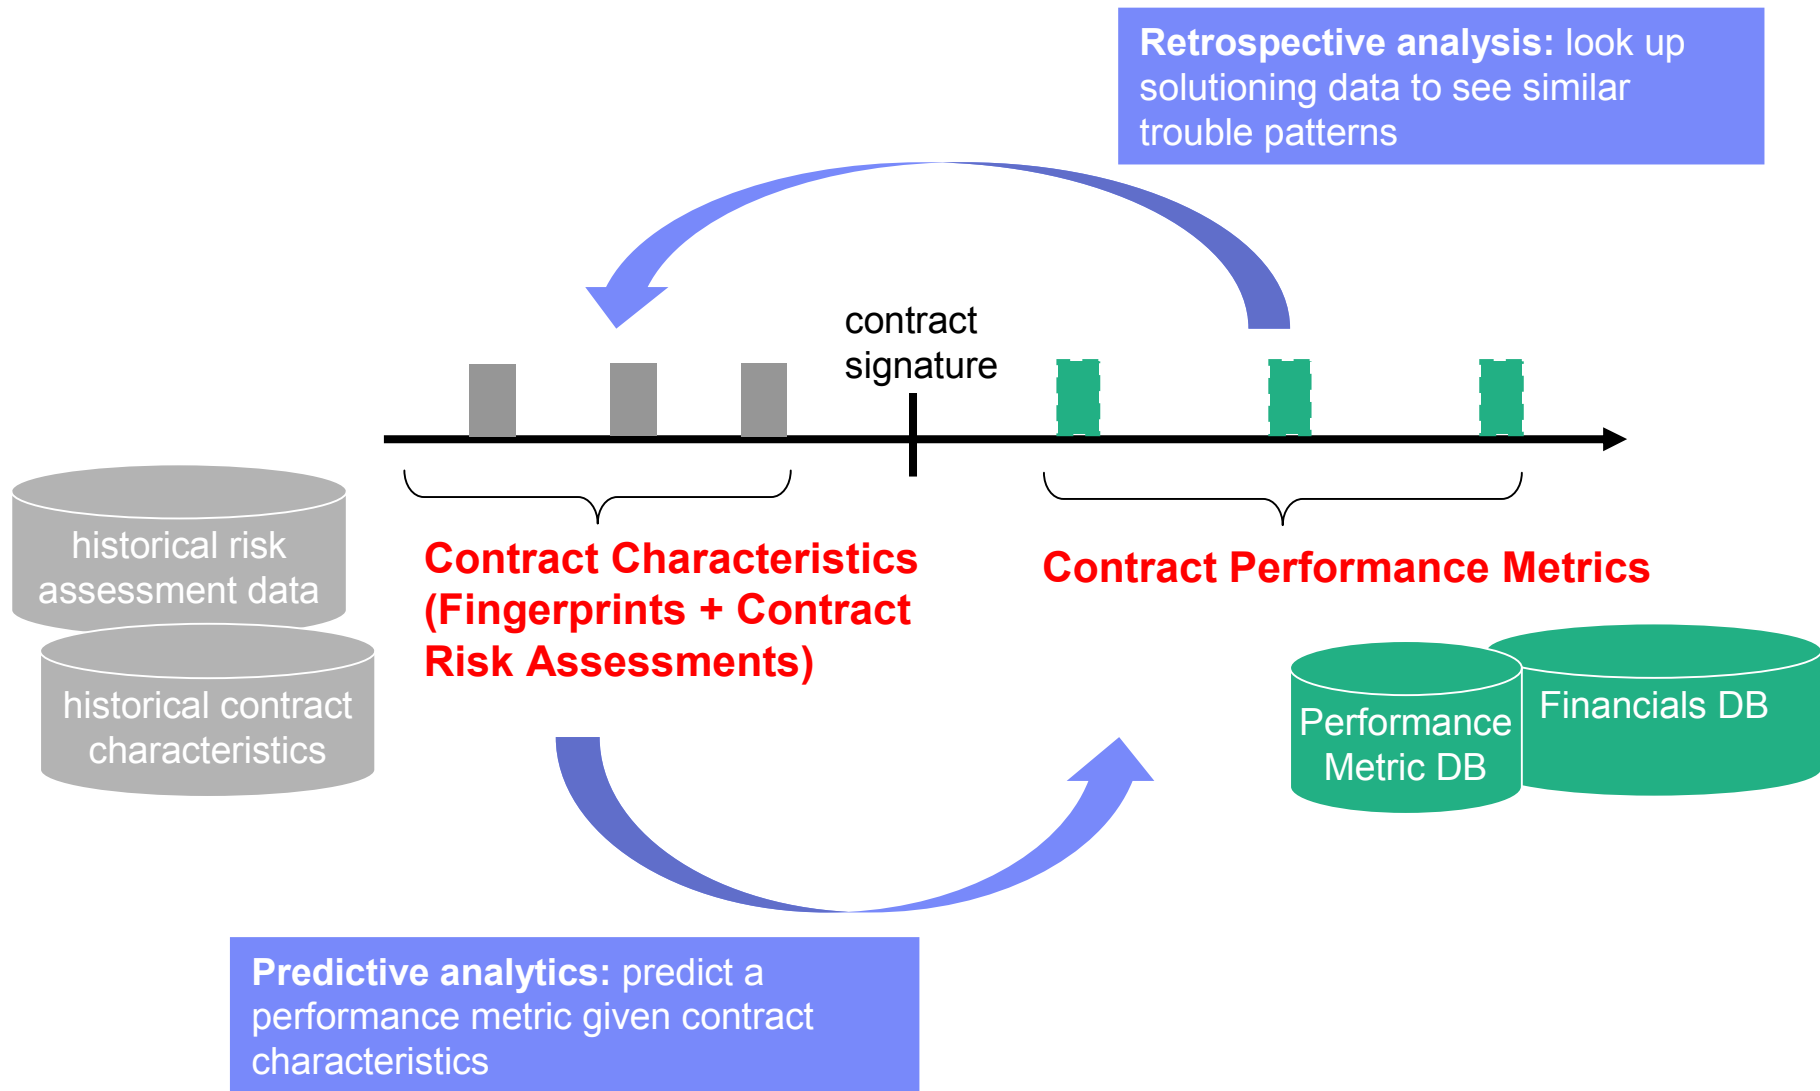 Retrospective analysis: look up
solutioning data to see similar
trouble patterns
contract
signature
historical risk
assessment data
historical contract
characteristics
Contract Characteristics
(Fingerprints + Contract
Risk Assessments)
Contract Performance Metrics
Performance
Metric DB
Financials DB
Predictive analytics: predict a
performance metric given contract
characteristics